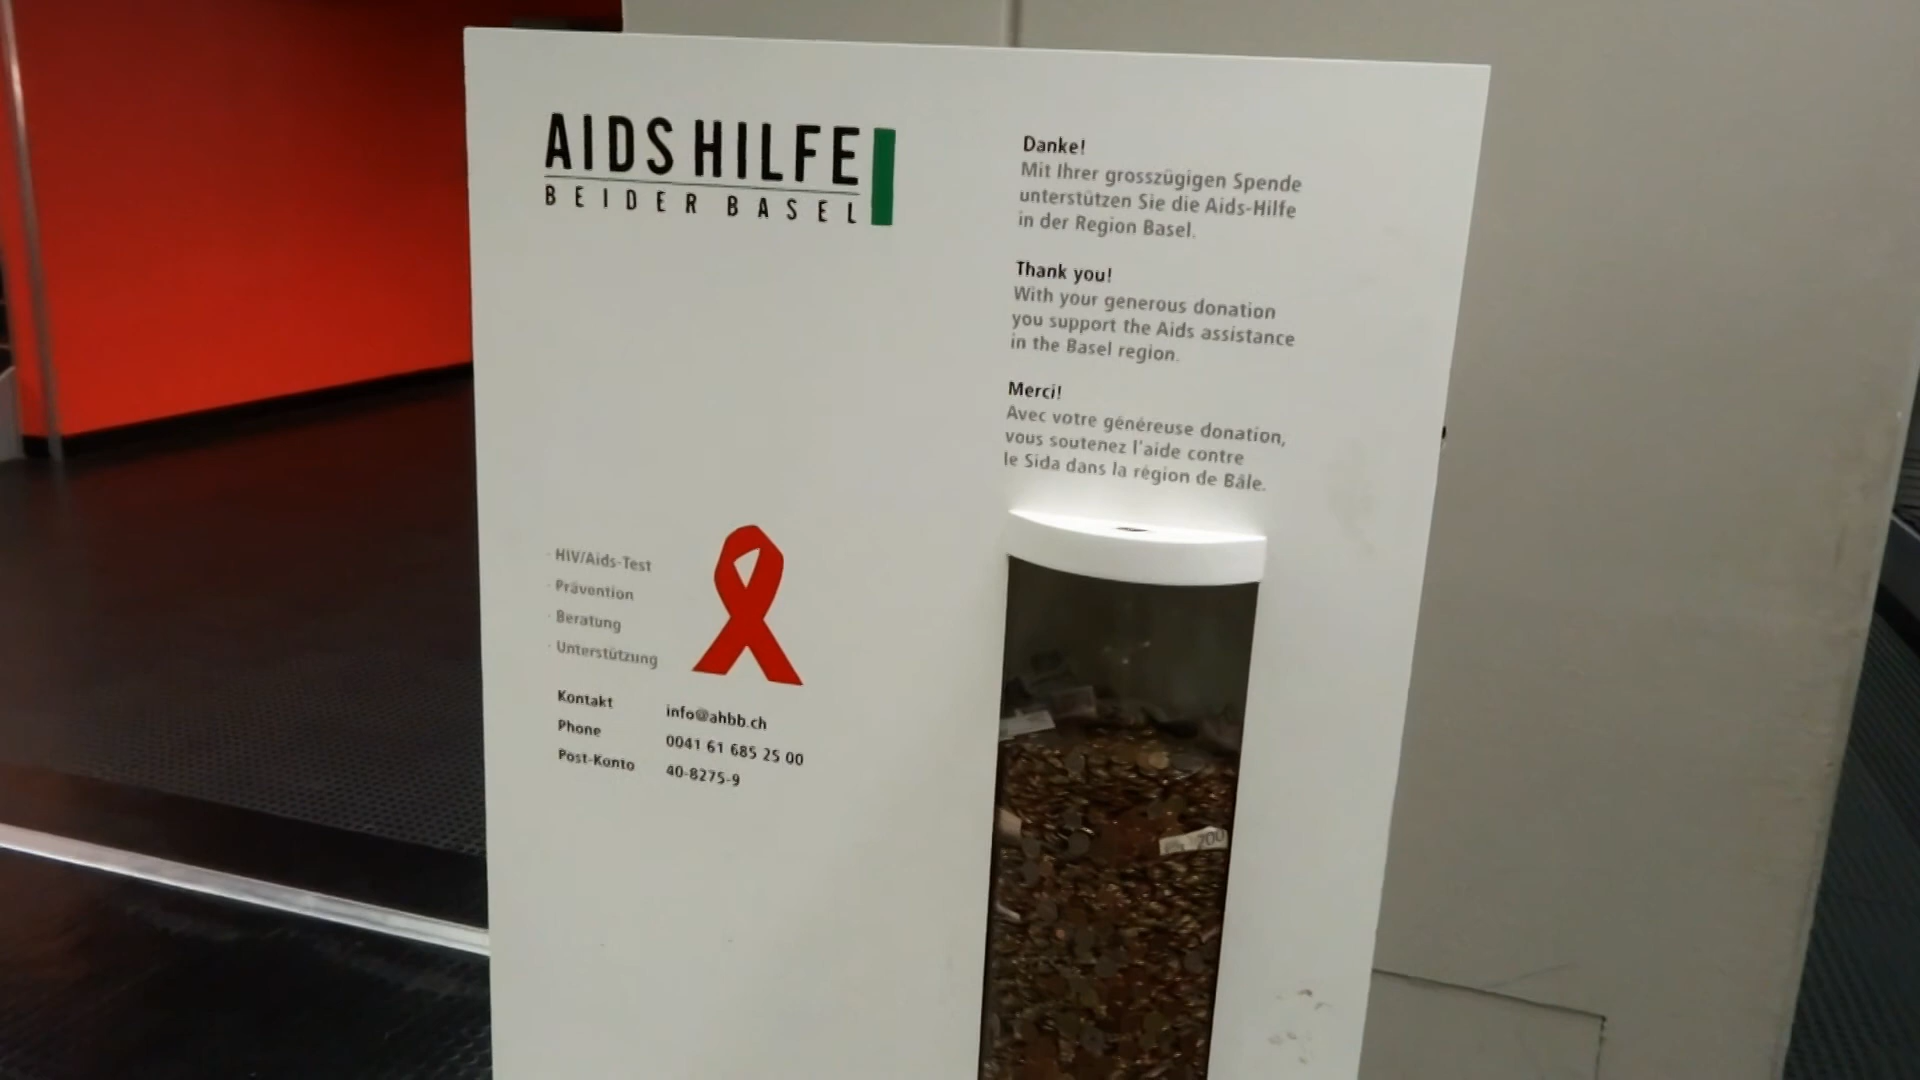 AIDS HILFE
BEIDER BASEL
Danke!
Mit Ihrer grosszügigen Spende
unterstützen Sie die Aids-Hilfe
in der Region Basel.
Thank you!
With your generous donation
you support the Aids assistance
in the Basel region.
Merci!
Avec votre généreuse donation,
vous soutenez l'aide contre
le Sida dans la région de Bâle.
· HIV/Aids-Test
· Prävention
· Beratung
· Unterstützung
Kontakt info@ahbb.ch
Phone 0041 61 685 25 00
Post-Konto 40-8275-9
200